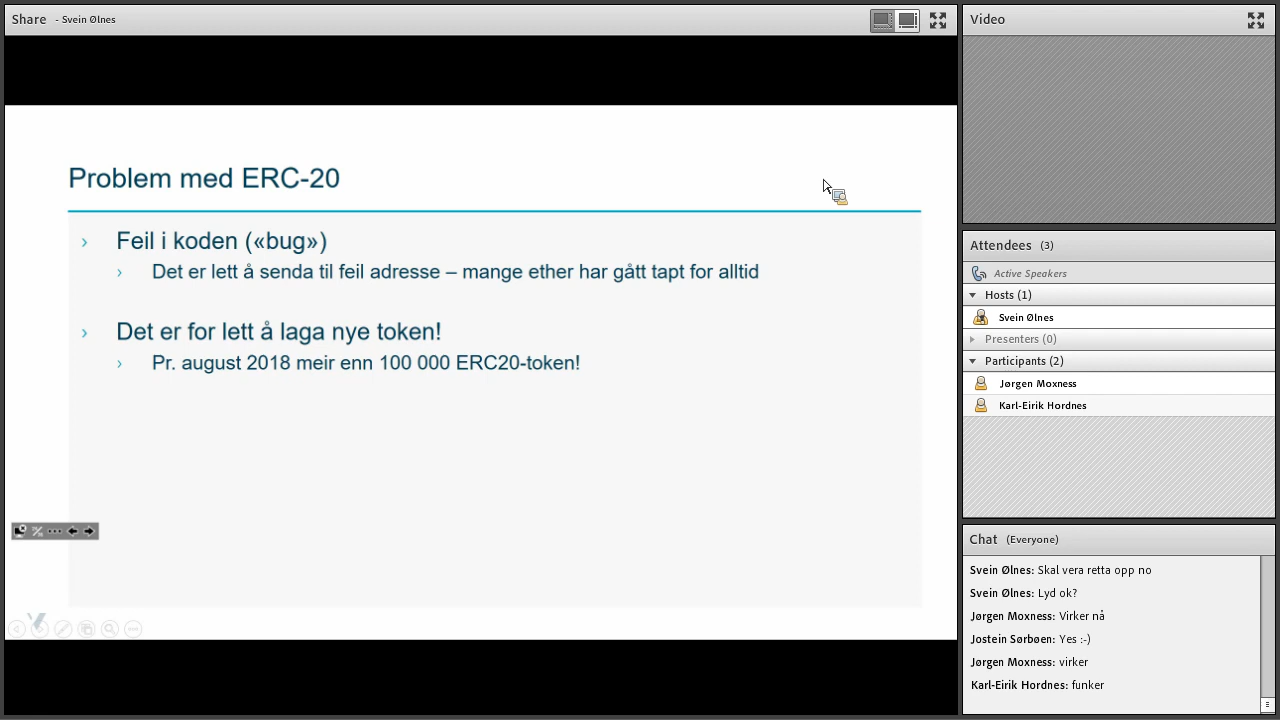 Share - Svein Ølnes
Problem med ERC-20
› Feil i koden («bug»)
› Det er lett å senda til feil adresse – mange ether har gått tapt for alltid
› Det er for lett å laga nye token!
› Pr. august 2018 meir enn 100 000 ERC20-token!
Video
Attendees (3)
Active Speakers
Hosts (1)
Svein Ølnes
Presenters (0)
Participants (2)
Jørgen Moxness
Karl-Eirik Hordnes
Chat (Everyone)
Svein Ølnes: Skal vera retta opp no
Svein Ølnes: Lyd ok?
Jørgen Moxness: Virker nå
Jostein Sørbøen: Yes :-)
Jørgen Moxness: virker
Karl-Eirik Hordnes: funker